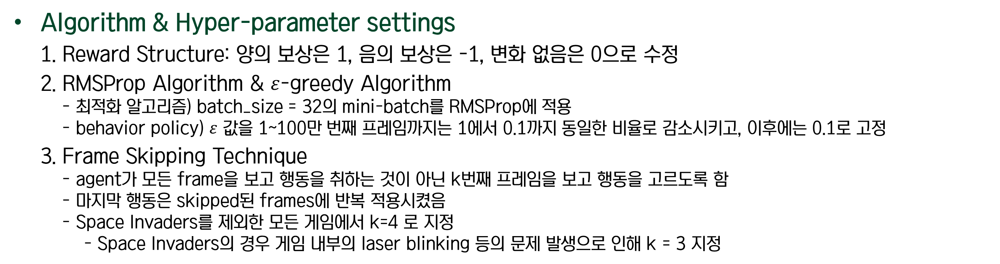 • Algorithm & Hyper-parameter settings
1. Reward Structure: 양의 보상은 1, 음의 보상은 -1, 변화 없음은 0으로 수정
2. RMSProp Algorithm & ε-greedy Algorithm
- 최적화 알고리즘) batch_size = 32의 mini-batch를 RMSProp에 적용
- behavior policy) ε 값을 1~100만 번째 프레임까지는 1에서 0.1까지 동일한 비율로 감소시키고, 이후에는 0.1로 고정
3. Frame Skipping Technique
- agent가 모든 frame을 보고 행동을 취하는 것이 아닌 k번째 프레임을 보고 행동을 고르도록 함
- 마지막 행동은 skipped된 frames에 반복 적용시켰음
- Space Invaders를 제외한 모든 게임에서 k=4 로 지정
- Space Invaders의 경우 게임 내부의 laser blinking 등의 문제 발생으로 인해 k = 3 지정